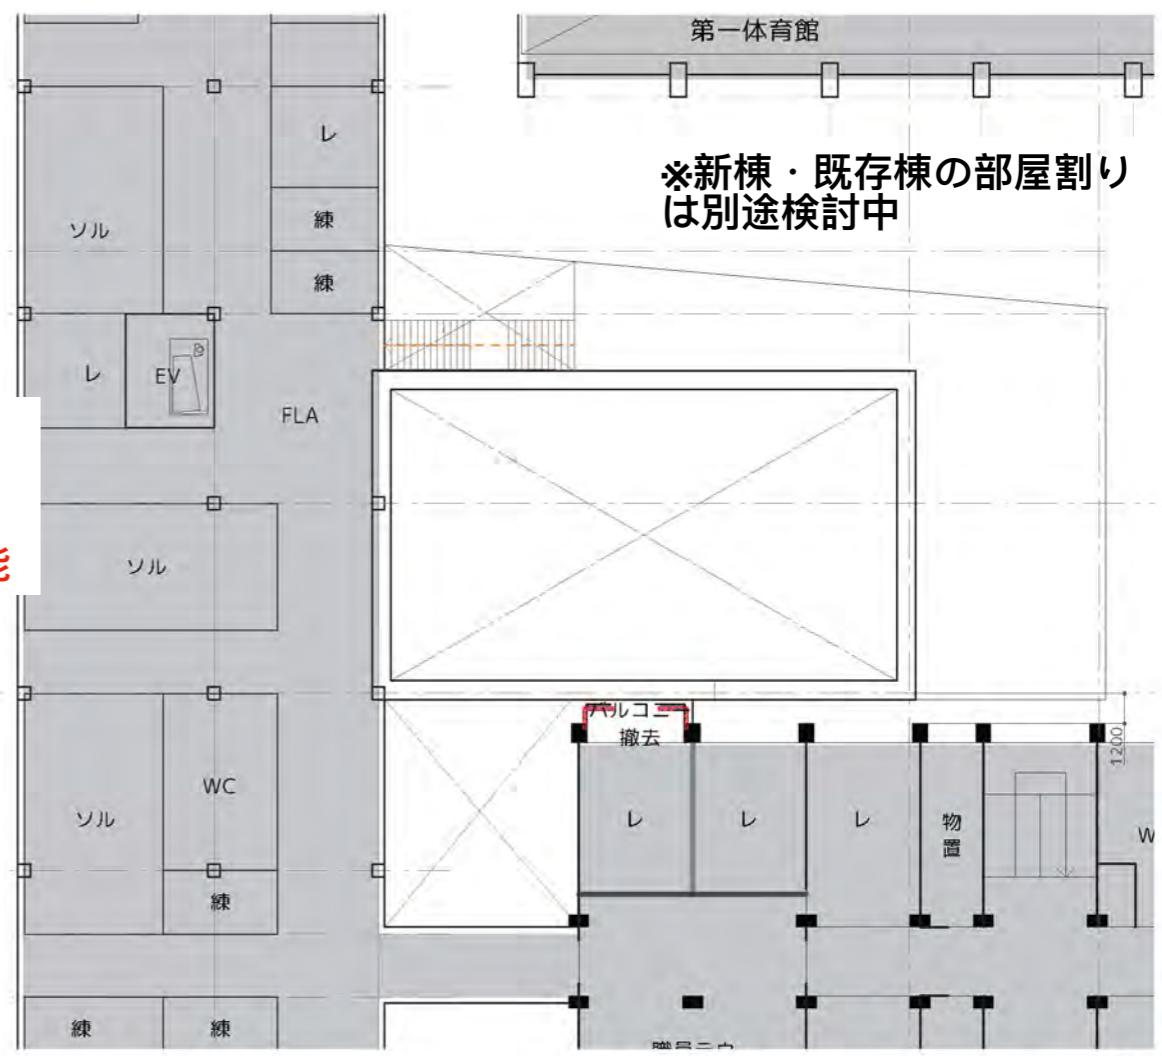 第一体育館
※新棟・既存棟の部屋割り
は別途検討中
レ
練
ソル
練
レ
EV
FLA
能
ソル
バルコニー
撤去
1200
WC
ソル
レ
レ
レ
物
置
W
練
練
練